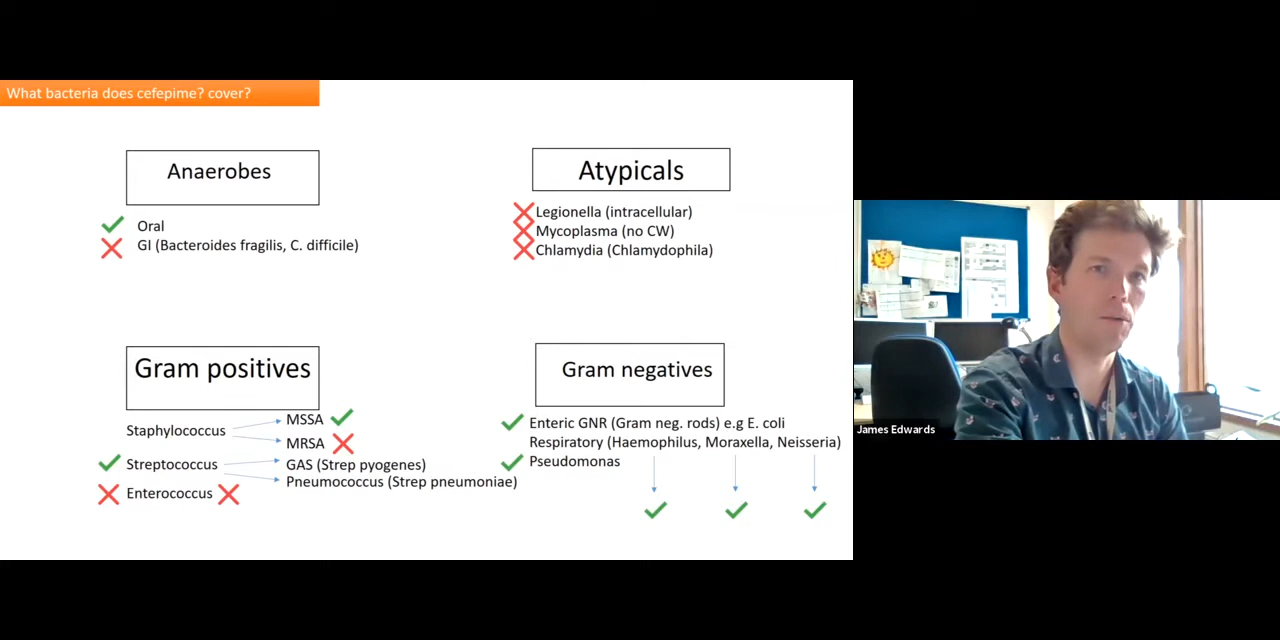 What bacteria does cefepime? cover?
Anaerobes
Oral
GI (Bacteroides fragilis, C. difficile)
Atypicals
Legionella (intracellular)
Mycoplasma (no CW)
Chlamydia (Chlamydophila)
Gram positives
Staphylococcus
MSSA
MRSA
Streptococcus
GAS (Strep pyogenes)
Pneumococcus (Strep pneumoniae)
Enterococcus
Gram negatives
Enteric GNR (Gram neg. rods) e.g E. coli
Respiratory (Haemophilus, Moraxella, Neisseria)
Pseudomonas
James Edwards